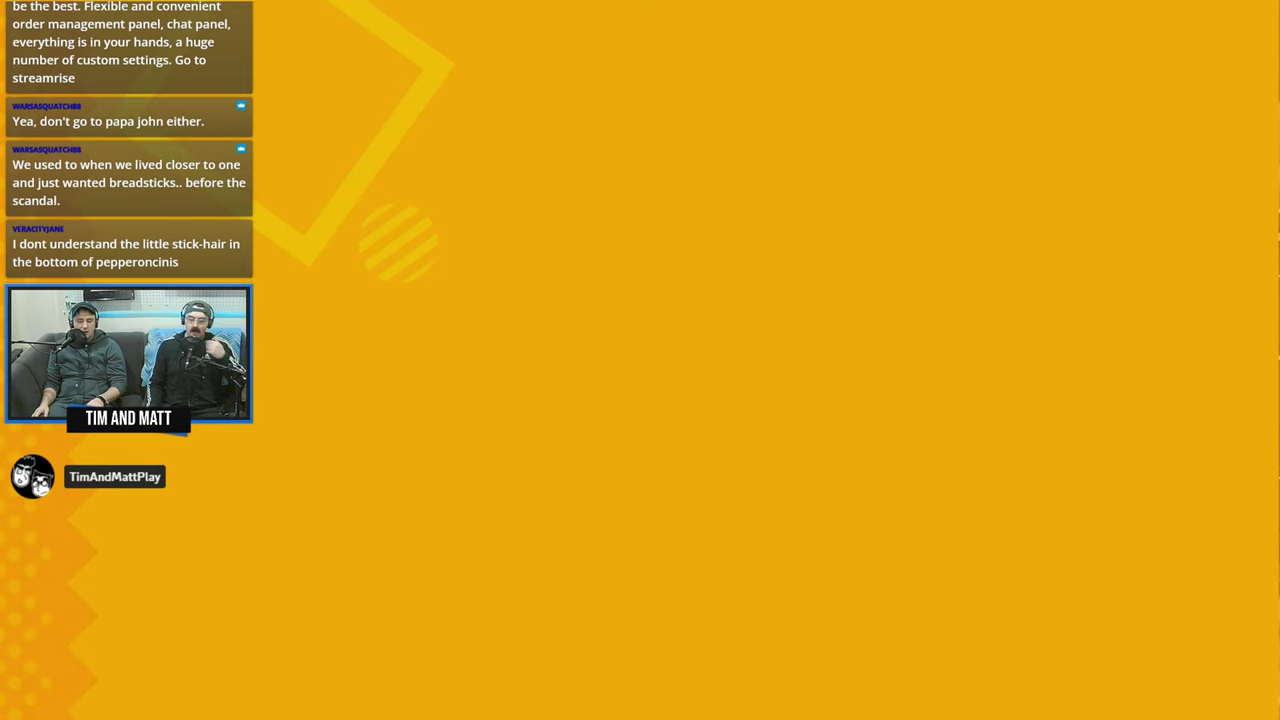 be the best. Flexible and convenient
order management panel, chat panel,
everything is in your hands, a huge
number of custom settings. Go to
streamrise
WARSASQUATCH88
Yea, don't go to papa john either.
WARSASQUATCH88
We used to when we lived closer to one
and just wanted breadsticks.. before the
scandal.
VERACITYJANE
I dont understand the little stick-hair in
the bottom of pepperoncinis
TIM AND MATT
TimAndMattPlay